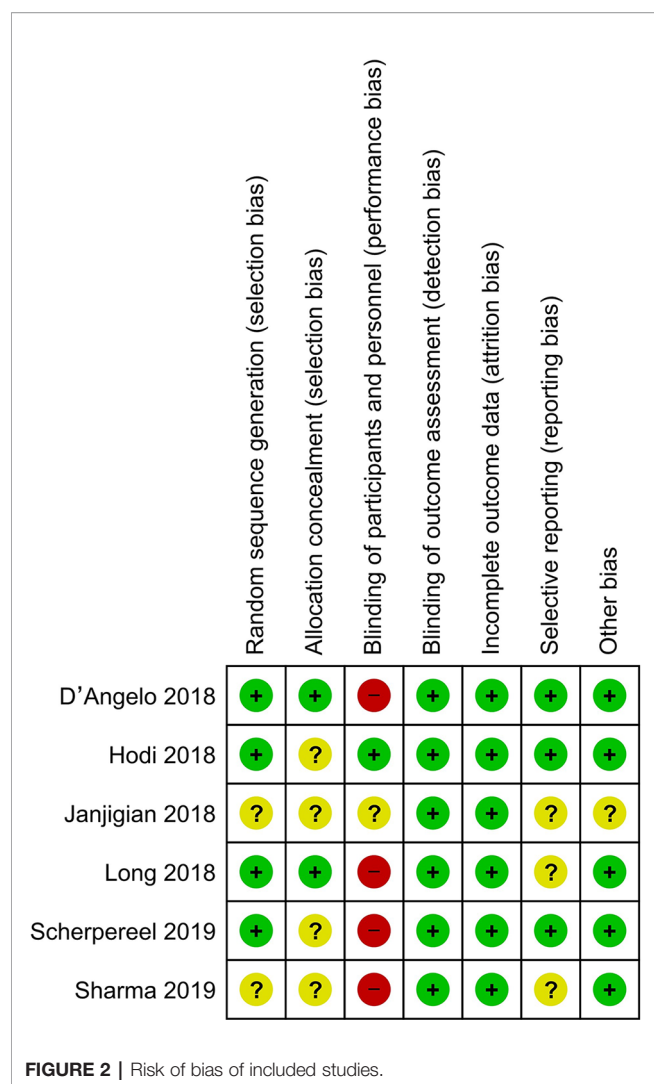 Random sequence generation (selection bias)
Allocation concealment (selection bias)
Blinding of participants and personnel (performance bias)
Blinding of outcome assessment (detection bias)
Incomplete outcome data (attrition bias)
Selective reporting (reporting bias)
Other bias
D’Angelo 2018 + + – + + + +
Hodi 2018 + ? + + + + +
Janjigian 2018 ? ? ? + + ? ?
Long 2018 + + – + + ? +
Scherpereel 2019 + ? – + + + +
Sharma 2019 ? ? – + + ? +
FIGURE 2 | Risk of bias of included studies.